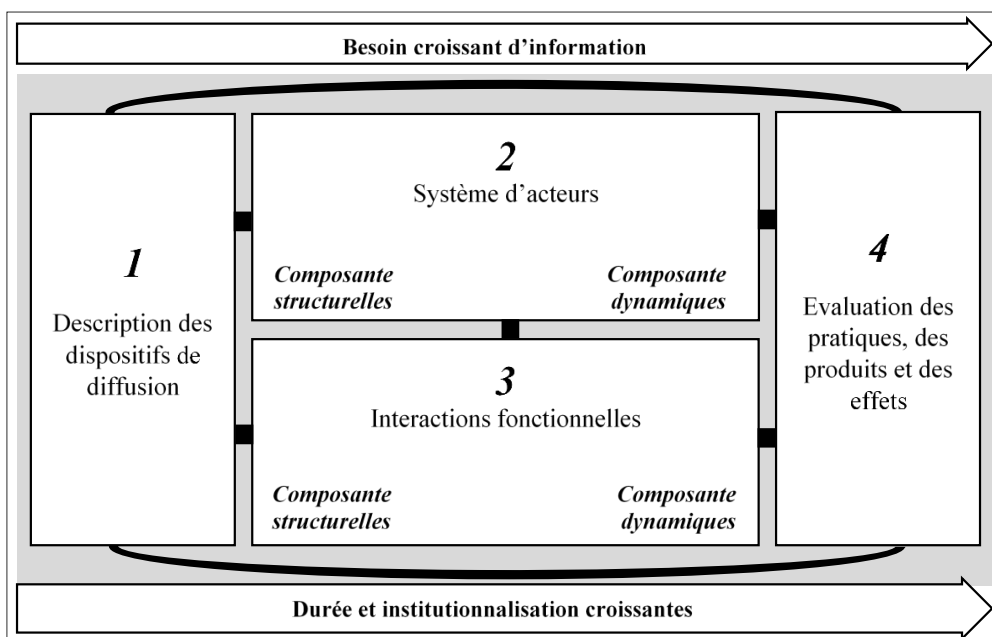 Besoin croissant d’information
1
Description des
dispositifs de
diffusion
2
Système d’acteurs
Composante
structurelles
Composante
dynamiques
3
Interactions fonctionnelles
Composante
structurelles
Composante
dynamiques
4
Evaluation des
pratiques, des
produits et des
effets
Durée et institutionnalisation croissantes